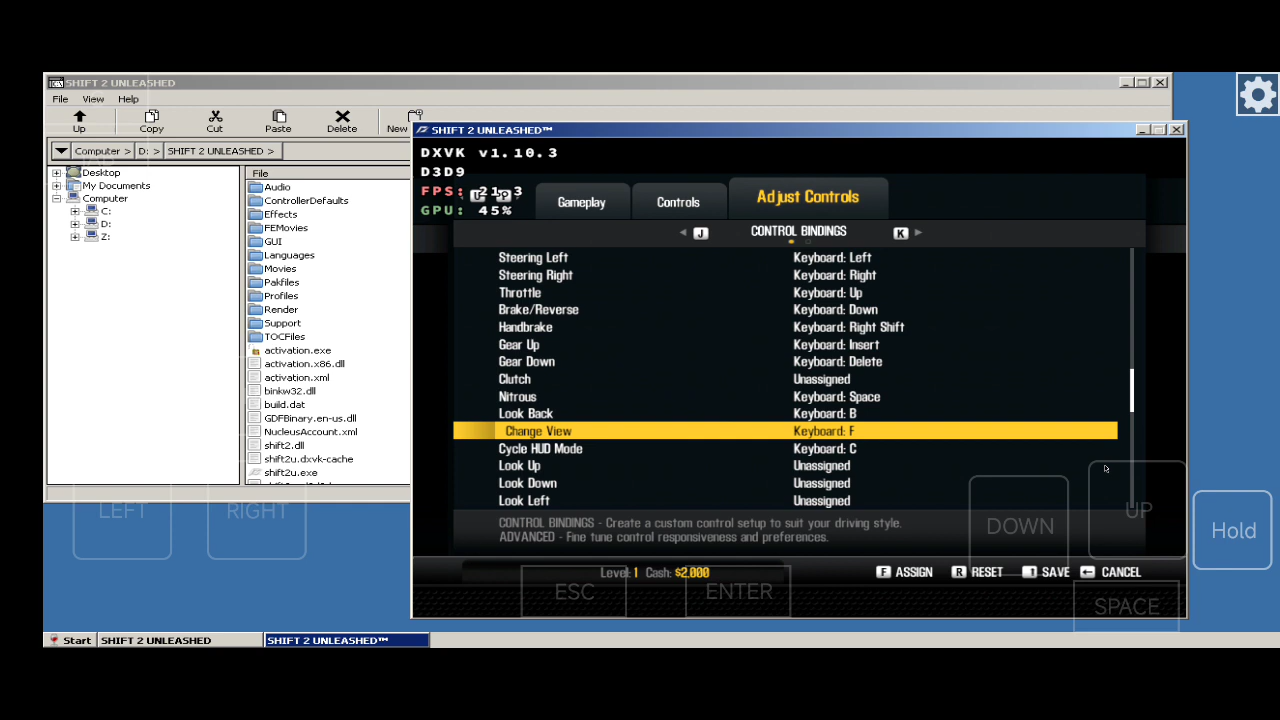 SHIFT 2 UNLEASHED
File View Help
Up Copy Cut Paste Delete New
Computer > D: > SHIFT 2 UNLEASHED >
Desktop
My Documents
Computer
C:
D:
Z:
File
Audio
ControllerDefaults
Effects
FEMovies
GUI
Languages
Movies
Pakfiles
Profiles
Render
Support
TOCFiles
activation.exe
activation.x86.dll
activation.xml
binkw32.dll
build.dat
GDFBinary.en-us.dll
NucleusAccount.xml
shift2.dll
shift2u.dxvk-cache
shift2u.exe
SHIFT 2 UNLEASHED™
DXVK v1.10.3
D3D9
FPS: 21.3
GPU: 45%
Gameplay Controls Adjust Controls
J CONTROL BINDINGS K
Steering Left Keyboard: Left
Steering Right Keyboard: Right
Throttle Keyboard: Up
Brake/Reverse Keyboard: Down
Handbrake Keyboard: Right Shift
Gear Up Keyboard: Insert
Gear Down Keyboard: Delete
Clutch Unassigned
Nitrous Keyboard: Space
Look Back Keyboard: B
Change View Keyboard: F
Cycle HUD Mode Keyboard: C
Look Up Unassigned
Look Down Unassigned
Look Left Unassigned
CONTROL BINDINGS - Create a custom control setup to suit your driving style.
ADVANCED - Fine tune control responsiveness and preferences.
Level: 1 Cash: $2,000
F ASSIGN R RESET 1 SAVE CANCEL
LEFT RIGHT DOWN UP Hold
ESC ENTER SPACE
Start SHIFT 2 UNLEASHED SHIFT 2 UNLEASHED™